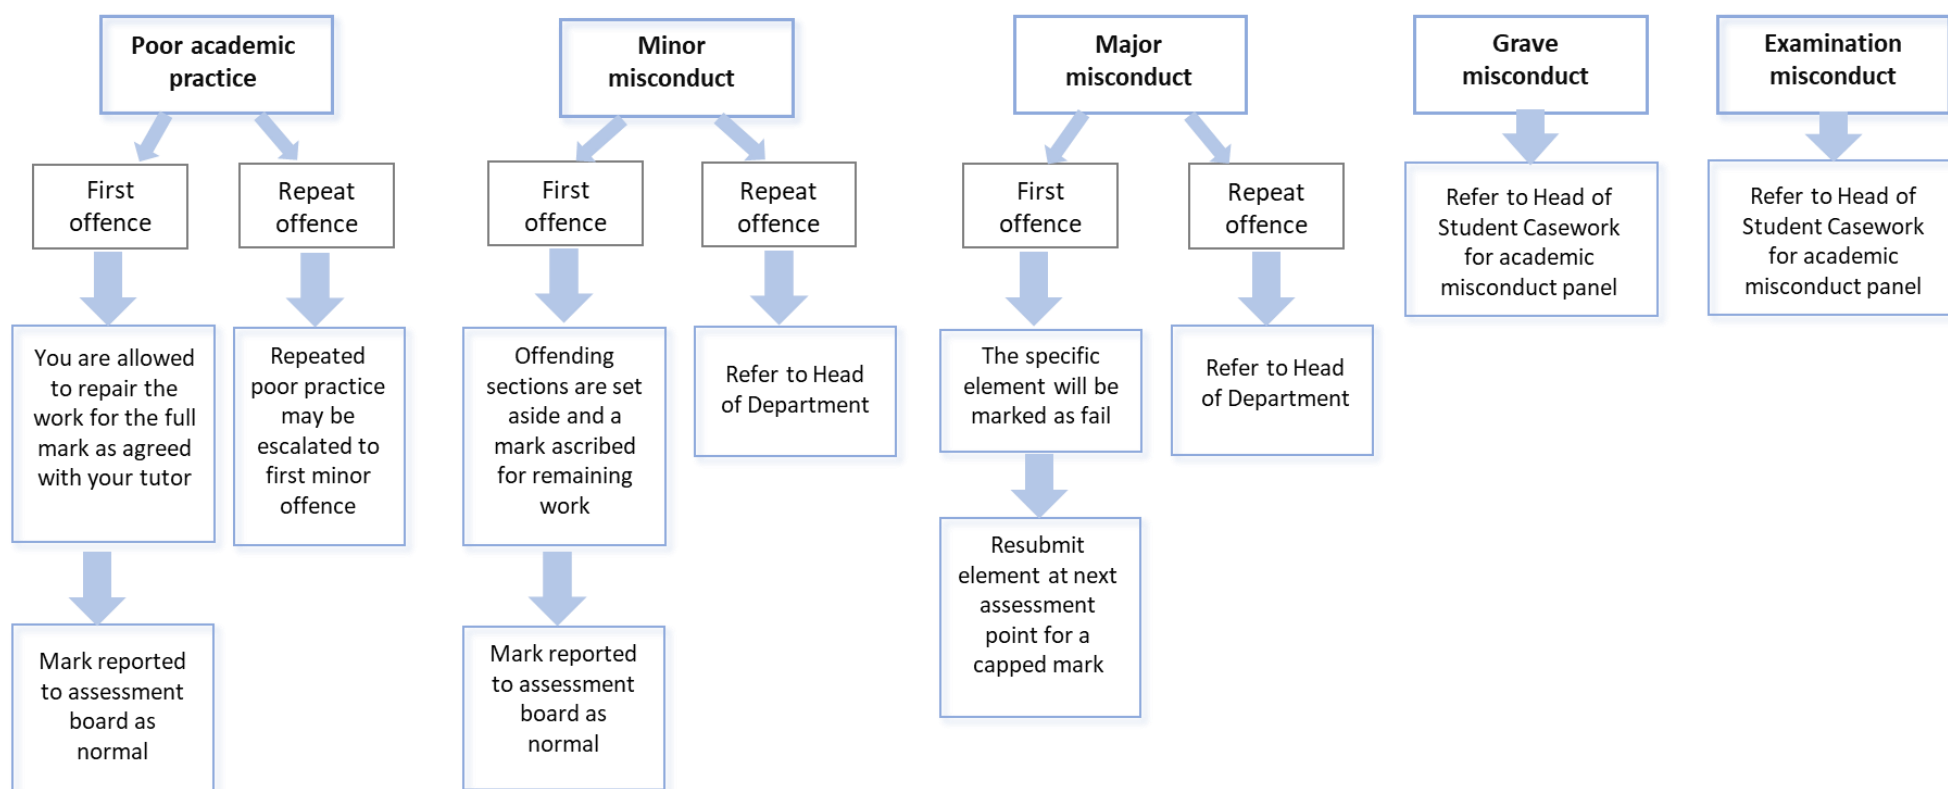 Poor academic
practice
Minor
misconduct
Major
misconduct
Grave
misconduct
Examination
misconduct
First
offence
Repeat
offence
First
offence
Repeat
offence
First
offence
Repeat
offence
Refer to Head of
Student Casework
for academic
misconduct panel
Refer to Head of
Student Casework
for academic
misconduct panel
You are allowed
to repair the
work for the full
mark as agreed
with your tutor
Repeated
poor practice
may be
escalated to
first minor
offence
Offending
sections are set
aside and a
mark ascribed
for remaining
work
Refer to Head
of Department
The specific
element will be
marked as fail
Refer to Head
of Department
Resubmit
element at next
assessment
point for a
capped mark
Mark reported
to assessment
board as
normal
Mark reported
to assessment
board as
normal